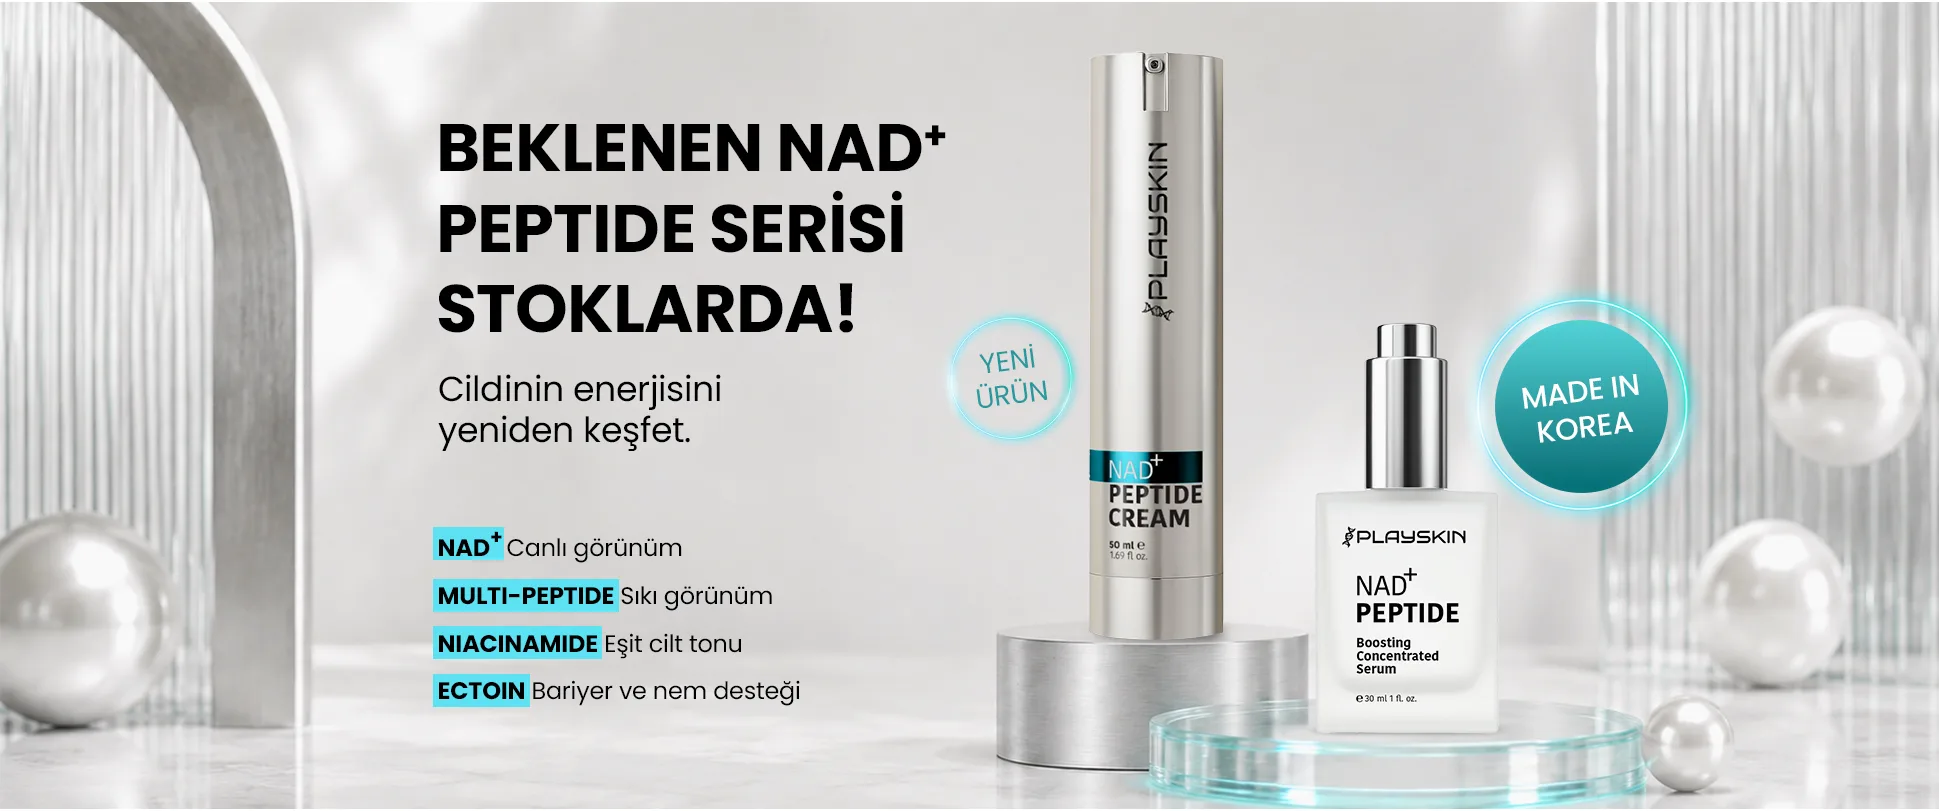 BEKLENEN NAD⁺
PEPTIDE SERİSİ
STOKLARDA!
Cildinin enerjisini
yeniden keşfet.
NAD⁺ Canlı görünüm
MULTI-PEPTIDE Sıkı görünüm
NIACINAMIDE Eşit cilt tonu
ECTOIN Bariyer ve nem desteği
YENİ
ÜRÜN
PLAYSKIN
NAD⁺
PEPTIDE
CREAM
50 ml e
1.69 fl oz.
PLAYSKIN
NAD⁺
PEPTIDE
Boosting
Concentrated
Serum
e 30 ml 1 fl. oz.
MADE IN
KOREA